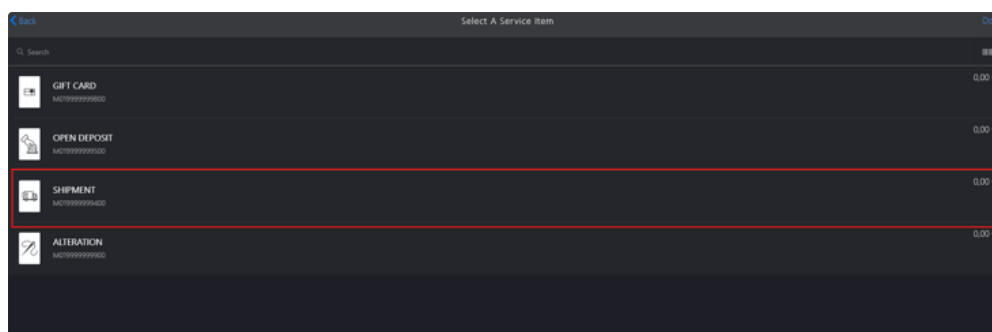 Back
Select A Service Item
Do
Search
GIFT CARD
0,00
OPEN DEPOSIT
0,00
SHIPMENT
0,00
ALTERATION
0,00